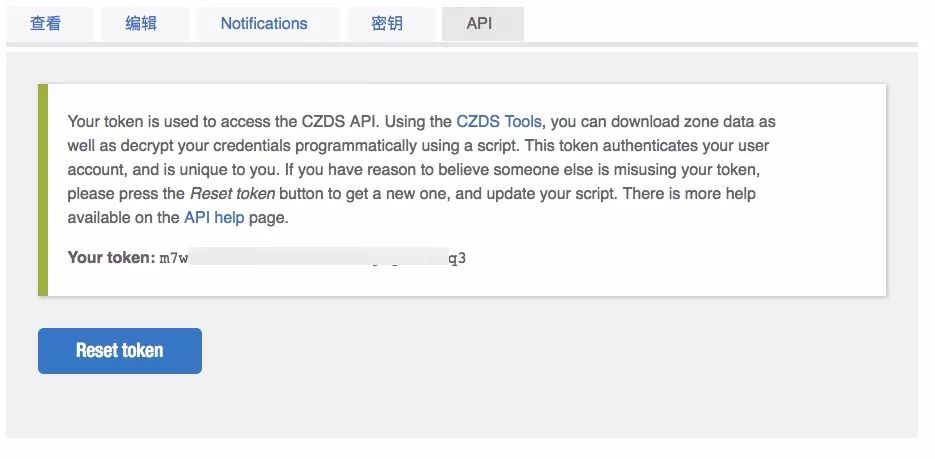 查看 编辑 Notifications 密钥 API
Your token is used to access the CZDS API. Using the CZDS Tools, you can download zone data as
well as decrypt your credentials programmatically using a script. This token authenticates your user
account, and is unique to you. If you have reason to believe someone else is misusing your token,
please press the Reset token button to get a new one, and update your script. There is more help
available on the API help page.
Your token: m7w q3
Reset token